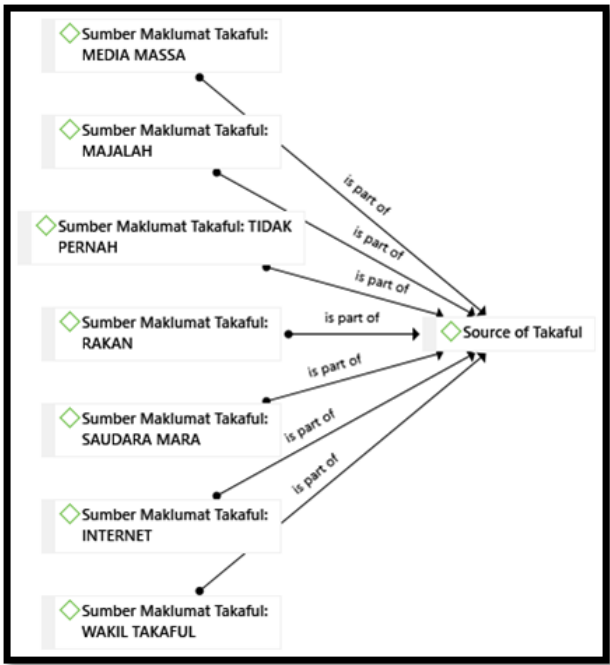 Sumber Maklumat Takaful:
MEDIA MASSA
Sumber Maklumat Takaful:
MAJALAH
Sumber Maklumat Takaful: TIDAK
PERNAH
Sumber Maklumat Takaful:
RAKAN
Sumber Maklumat Takaful:
SAUDARA MARA
Sumber Maklumat Takaful:
INTERNET
Sumber Maklumat Takaful:
WAKIL TAKAFUL
is part of
is part of
is part of
is part of
is part of
is part of
is part of
Source of Takaful